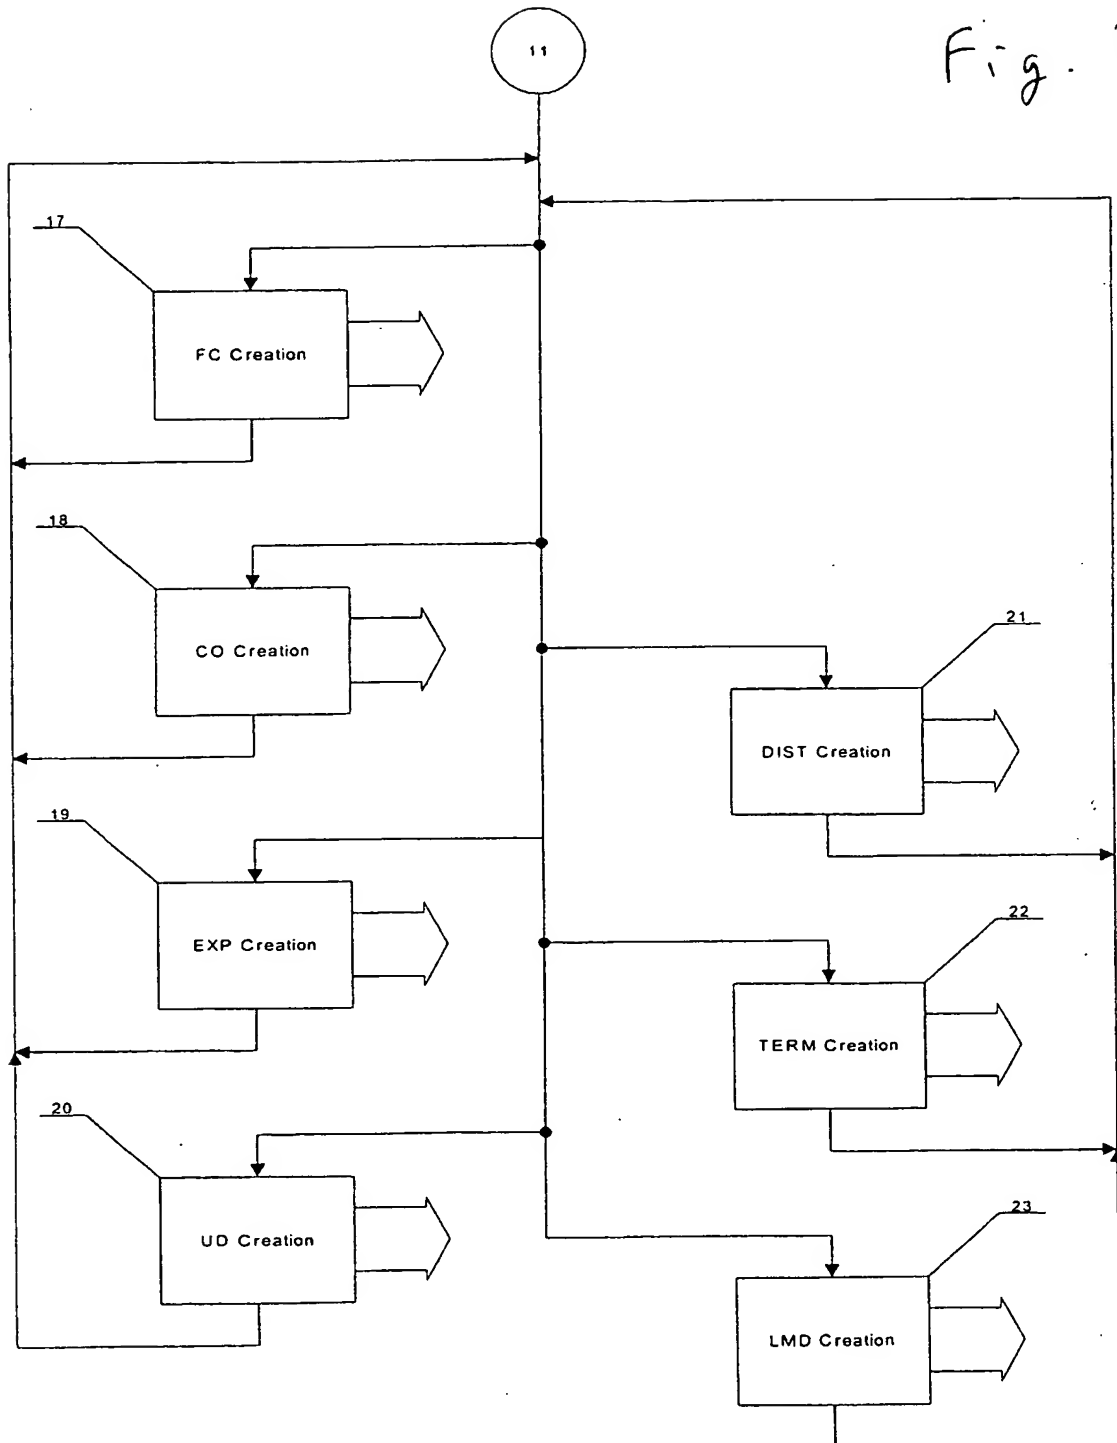 11
Fig.
17
FC Creation
18
CO Creation
21
DIST Creation
19
EXP Creation
22
TERM Creation
20
UD Creation
23
LMD Creation